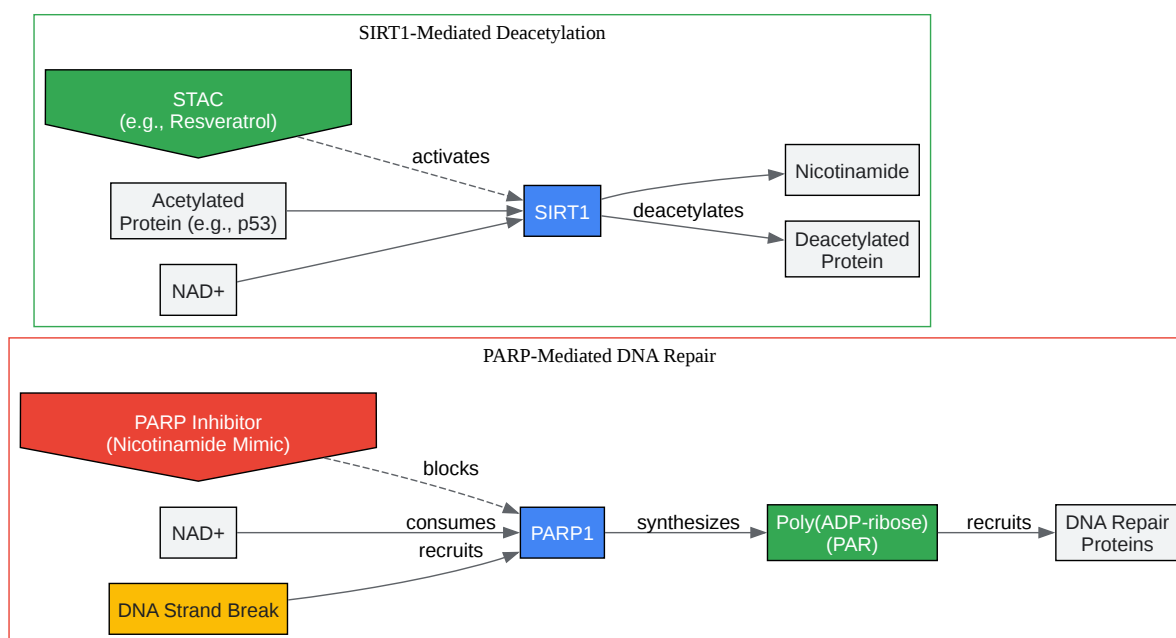 SIRT1-Mediated Deacetylation
STAC
(e.g., Resveratrol)
activates
Acetylated
Protein (e.g., p53)
NAD+
SIRT1
deacetylates
Nicotinamide
Deacetylated
Protein
PARP-Mediated DNA Repair
PARP Inhibitor
(Nicotinamide Mimic)
blocks
NAD+
consumes
recruits
DNA Strand Break
PARP1
synthesizes
Poly(ADP-ribose)
(PAR)
recruits
DNA Repair
Proteins